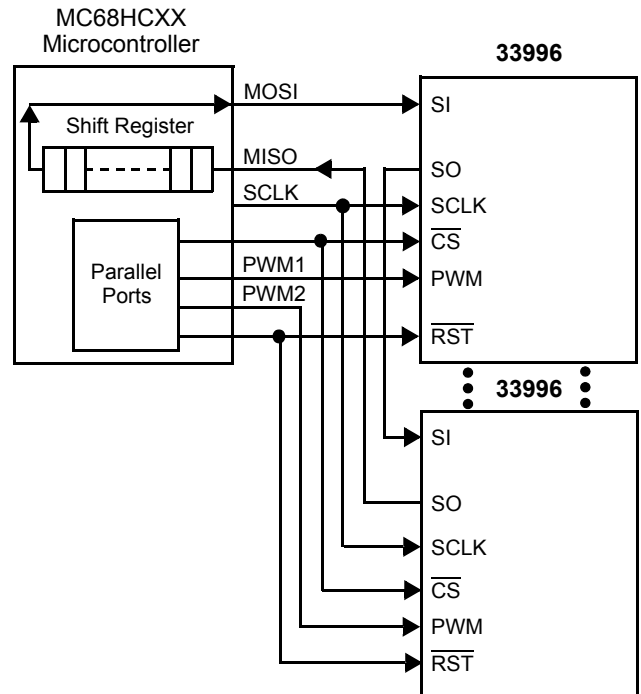 MC68HCXX
Microcontroller
33996
MOSI
SI
Shift Register
MISO
SO
SCLK
SCLK
CS
Parallel
Ports
PWM1
PWM
PWM2
RST
33996
SI
SO
SCLK
CS
PWM
RST